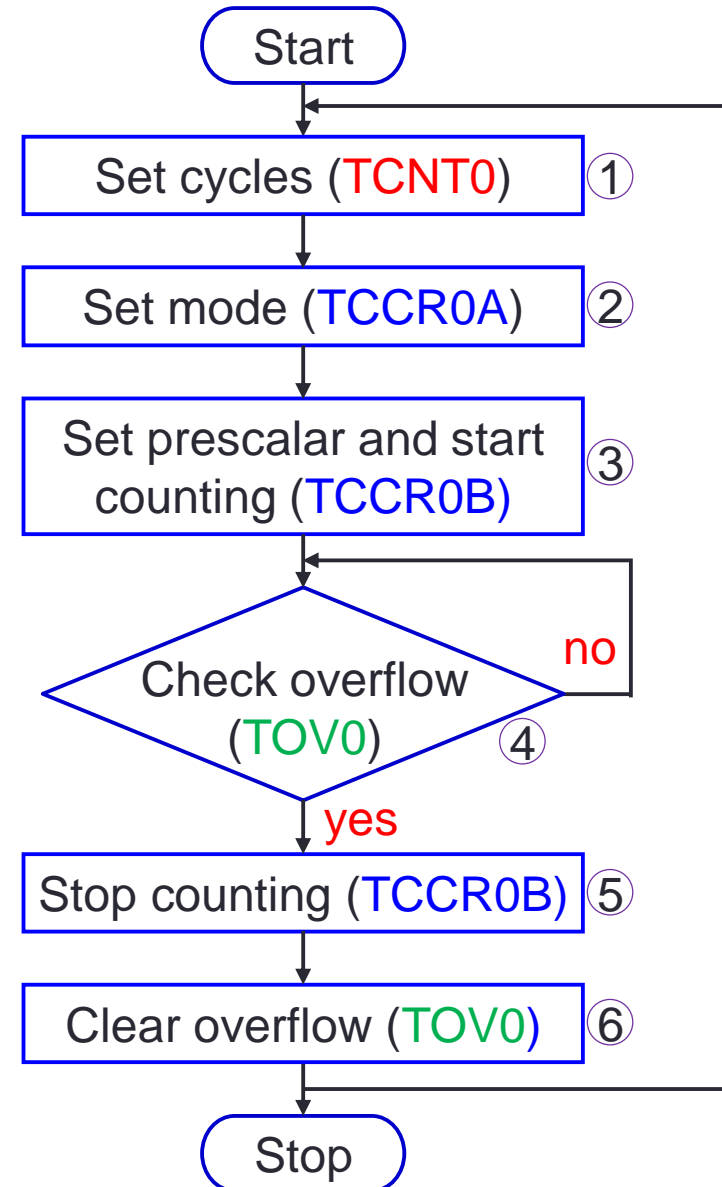 Start
Set cycles (TCNT0) ①
Set mode (TCCR0A) ②
Set prescalar and start
counting (TCCR0B) ③
Check overflow
(TOV0) ④
no
yes
Stop counting (TCCR0B) ⑤
Clear overflow (TOV0) ⑥
Stop